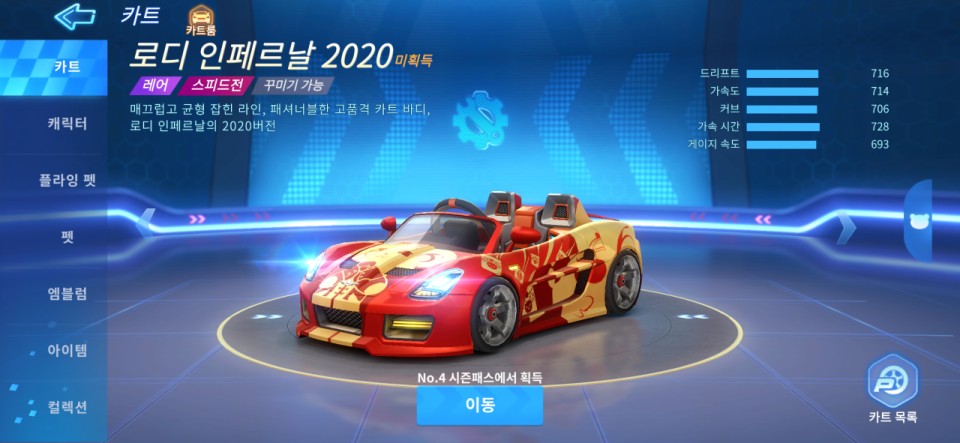 카트
카트룸
로디 인페르날 2020 미획득
레어 스피드전 꾸미기 가능
매끄럽고 균형 잡힌 라인, 패셔너블한 고품격 카트 바디,
로디 인페르날의 2020버전
드리프트 716
가속도 714
커브 706
가속 시간 728
게이지 속도 693
카트
캐릭터
플라잉 펫
펫
엠블럼
아이템
컬렉션
No.4 시즌패스에서 획득
이동
카트 목록